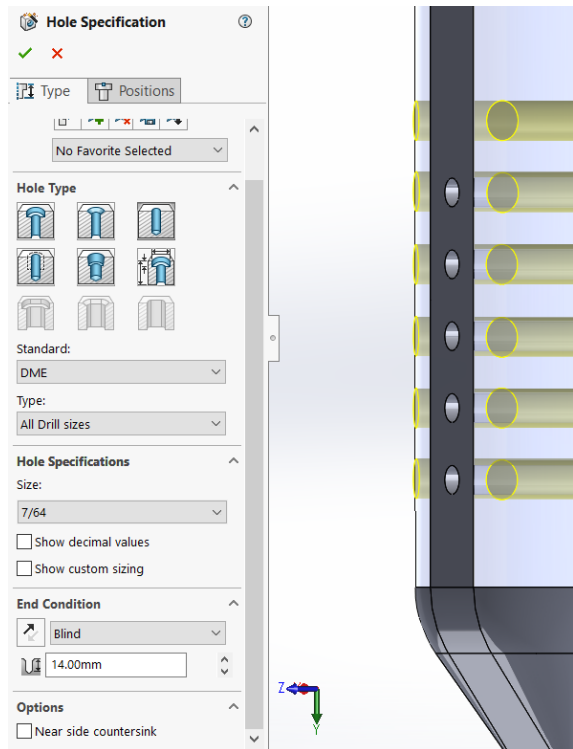 Hole Specification
?
Type
Positions
No Favorite Selected
Hole Type
Standard:
DME
Type:
All Drill sizes
Hole Specifications
Size:
7/64
Show decimal values
Show custom sizing
End Condition
Blind
14.00mm
Options
Near side countersink
Z
Y